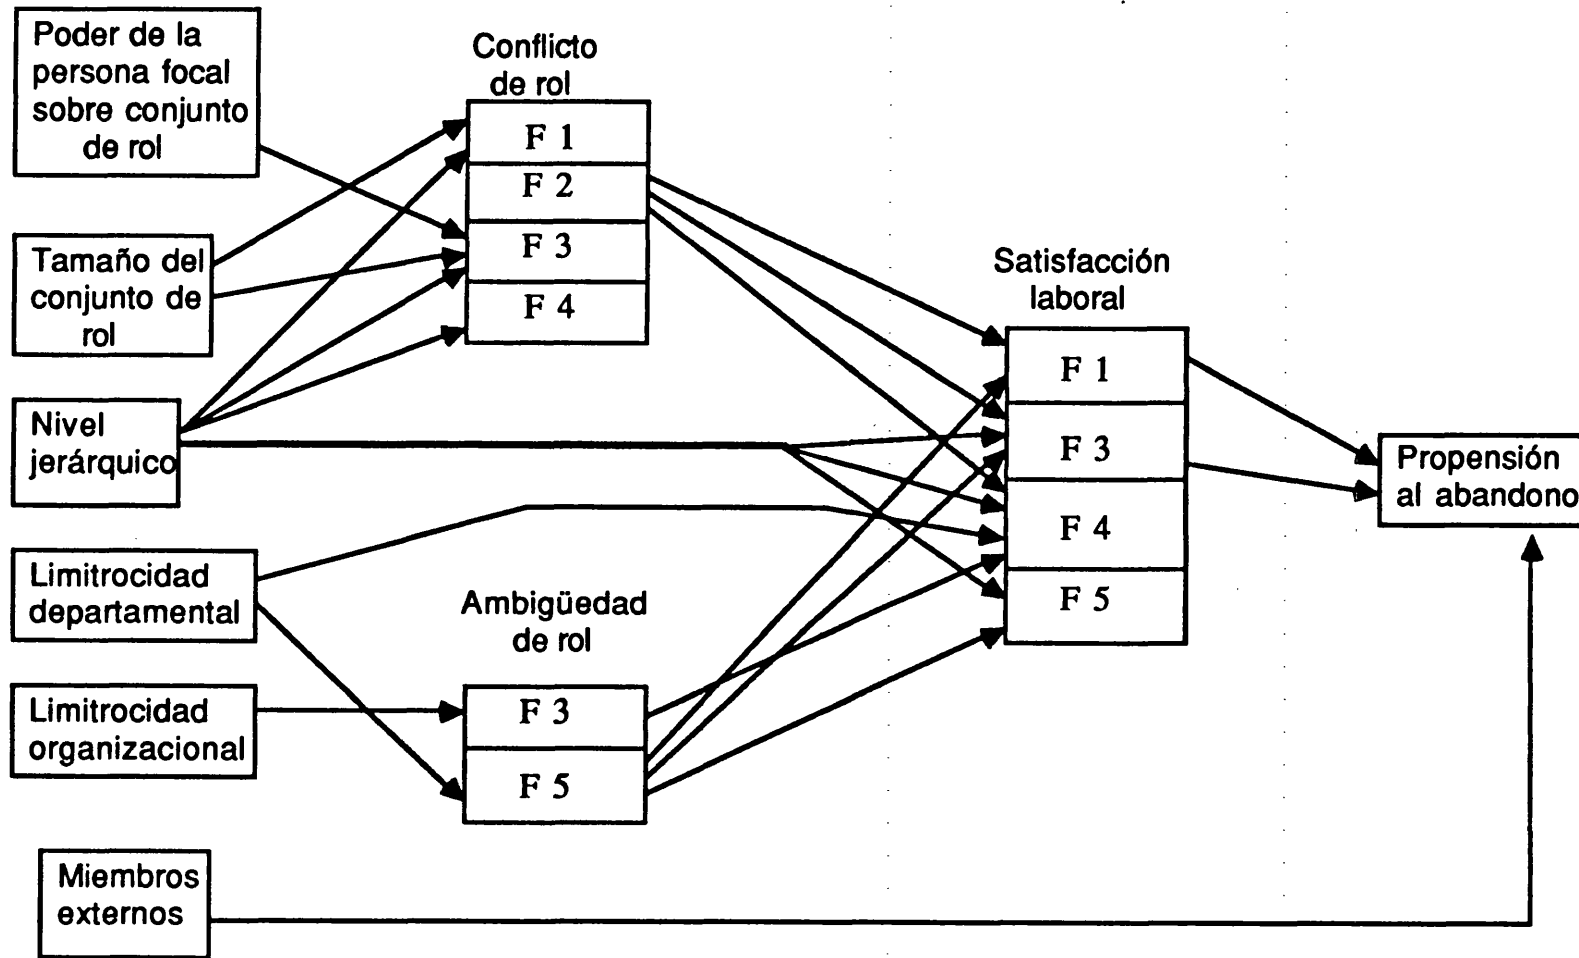 Poder de la
persona focal
sobre conjunto
de rol
Tamaño del
conjunto de
rol
Nivel
jerárquico
Limitrocidad
departamental
Limitrocidad
organizacional
Miembros
externos
Conflicto
de rol
F 1
F 2
F 3
F 4
Ambigüedad
de rol
F 3
F 5
Satisfacción
laboral
F 1
F 3
F 4
F 5
Propensión
al abandono